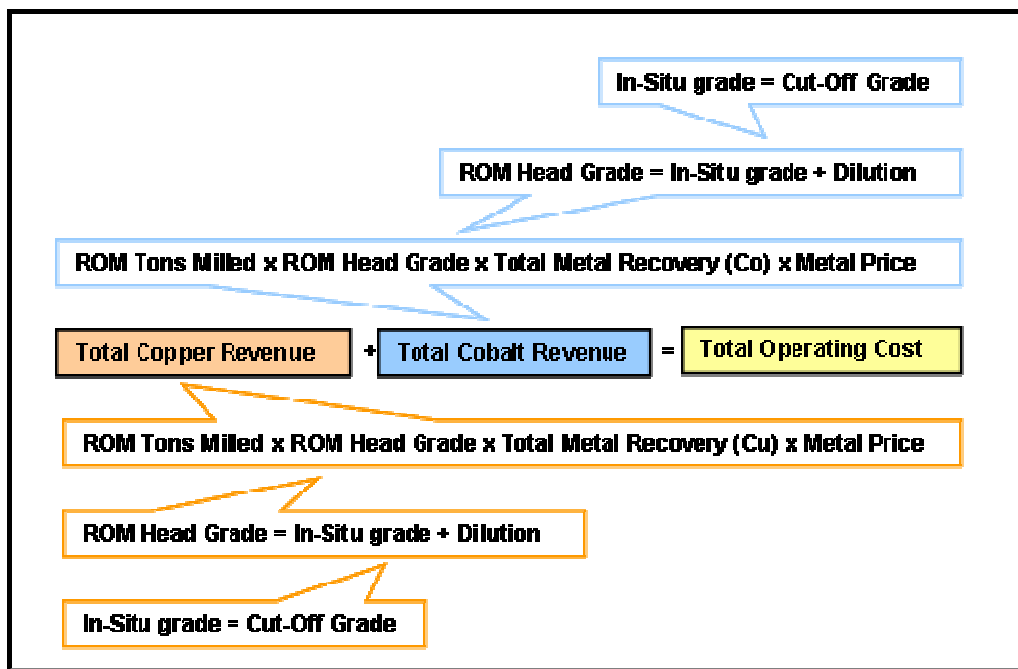 In-Situ grade = Cut-Off Grade
ROM Head Grade = In-Situ grade + Dilution
ROM Tons Milled x ROM Head Grade x Total Metal Recovery (Co) x Metal Price
Total Copper Revenue + Total Cobalt Revenue = Total Operating Cost
ROM Tons Milled x ROM Head Grade x Total Metal Recovery (Cu) x Metal Price
ROM Head Grade = In-Situ grade + Dilution
In-Situ grade = Cut-Off Grade